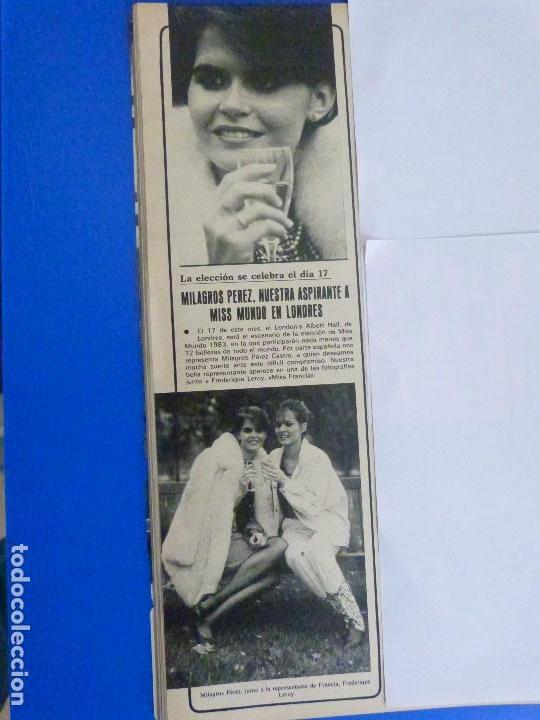 La elección se celebra el día 17
MILAGROS PEREZ, NUESTRA ASPIRANTE A
MISS MUNDO EN LONDRES
● El 17 de este mes, el London's Albert Hall, de
Londres, será el escenario de la elección de Miss
Mundo 1983, en la que participarán nada menos que
72 bellezas de todo el mundo. Por parte española nos
representa Milagros Pérez Castro, a quien deseamos
mucha suerte ante este difícil compromiso. Nuestra
bella representante aparece en una de las fotografías
junto a Frederique Leroy, «Miss Francia».
Milagros Pérez, junto a la representante de Francia, Frederique
Leroy.
todocoleccion.net